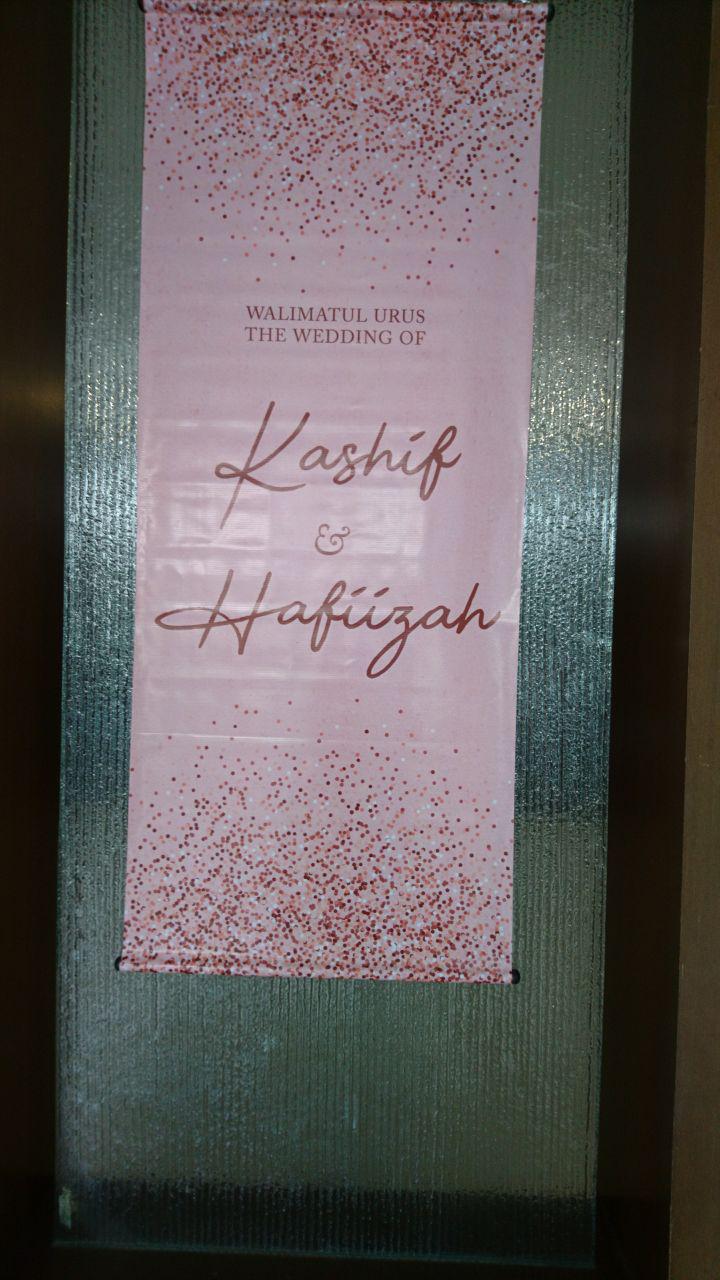 WALIMATUL URUS
THE WEDDING OF
Kashif
&
Hafiizah